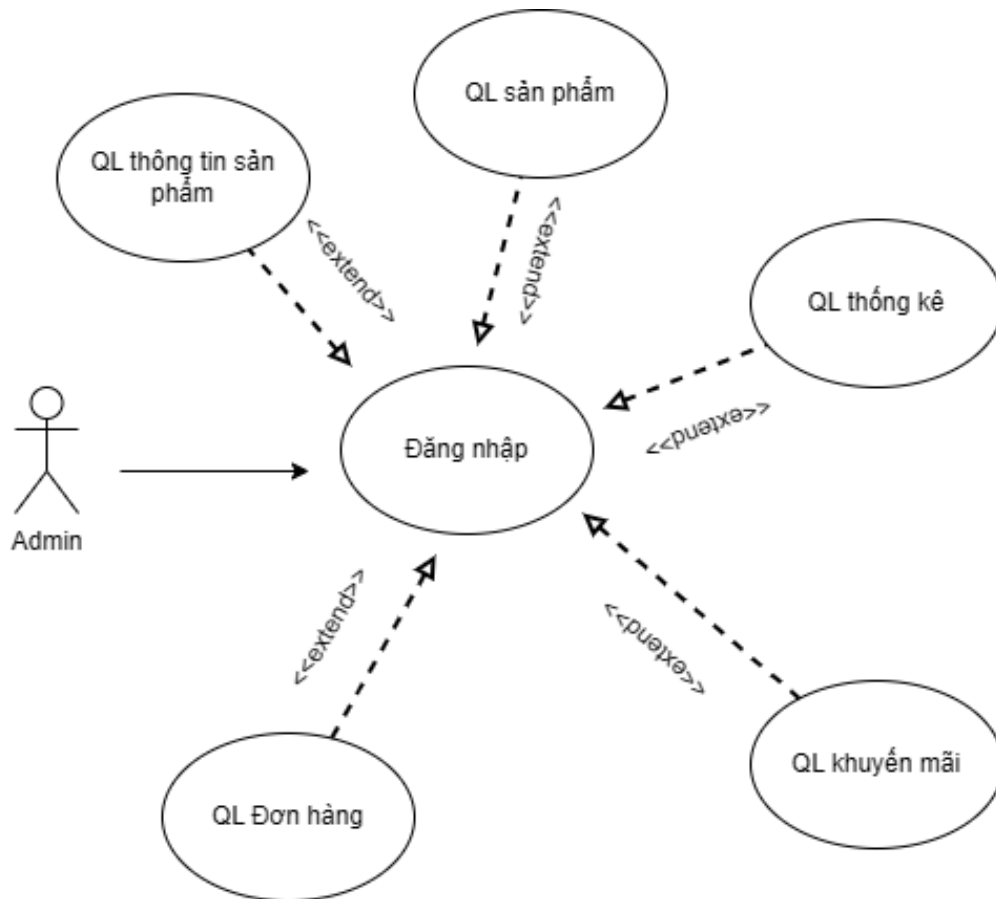 QL sản phẩm
QL thông tin sản
phẩm
<<extend>>
<<extend>>
QL thống kê
<<extend>>
Đăng nhập
Admin
<<extend>>
<<extend>>
QL khuyến mãi
QL Đơn hàng